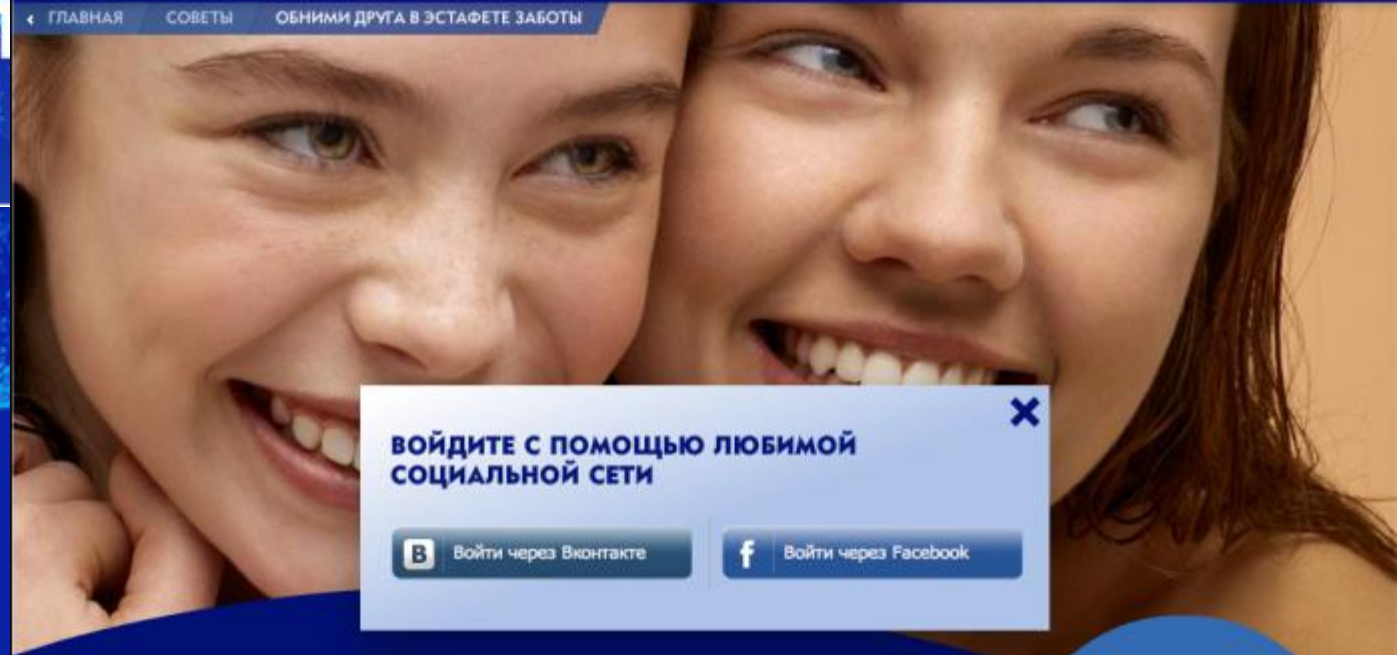 ГЛАВНАЯ СОВЕТЫ ОБНИМИ ДРУГА В ЭСТАФЕТЕ ЗАБОТЫ
ВОЙДИТЕ С ПОМОЩЬЮ ЛЮБИМОЙ
СОЦИАЛЬНОЙ СЕТИ
В Войти через Вконтакте f Войти через Facebook